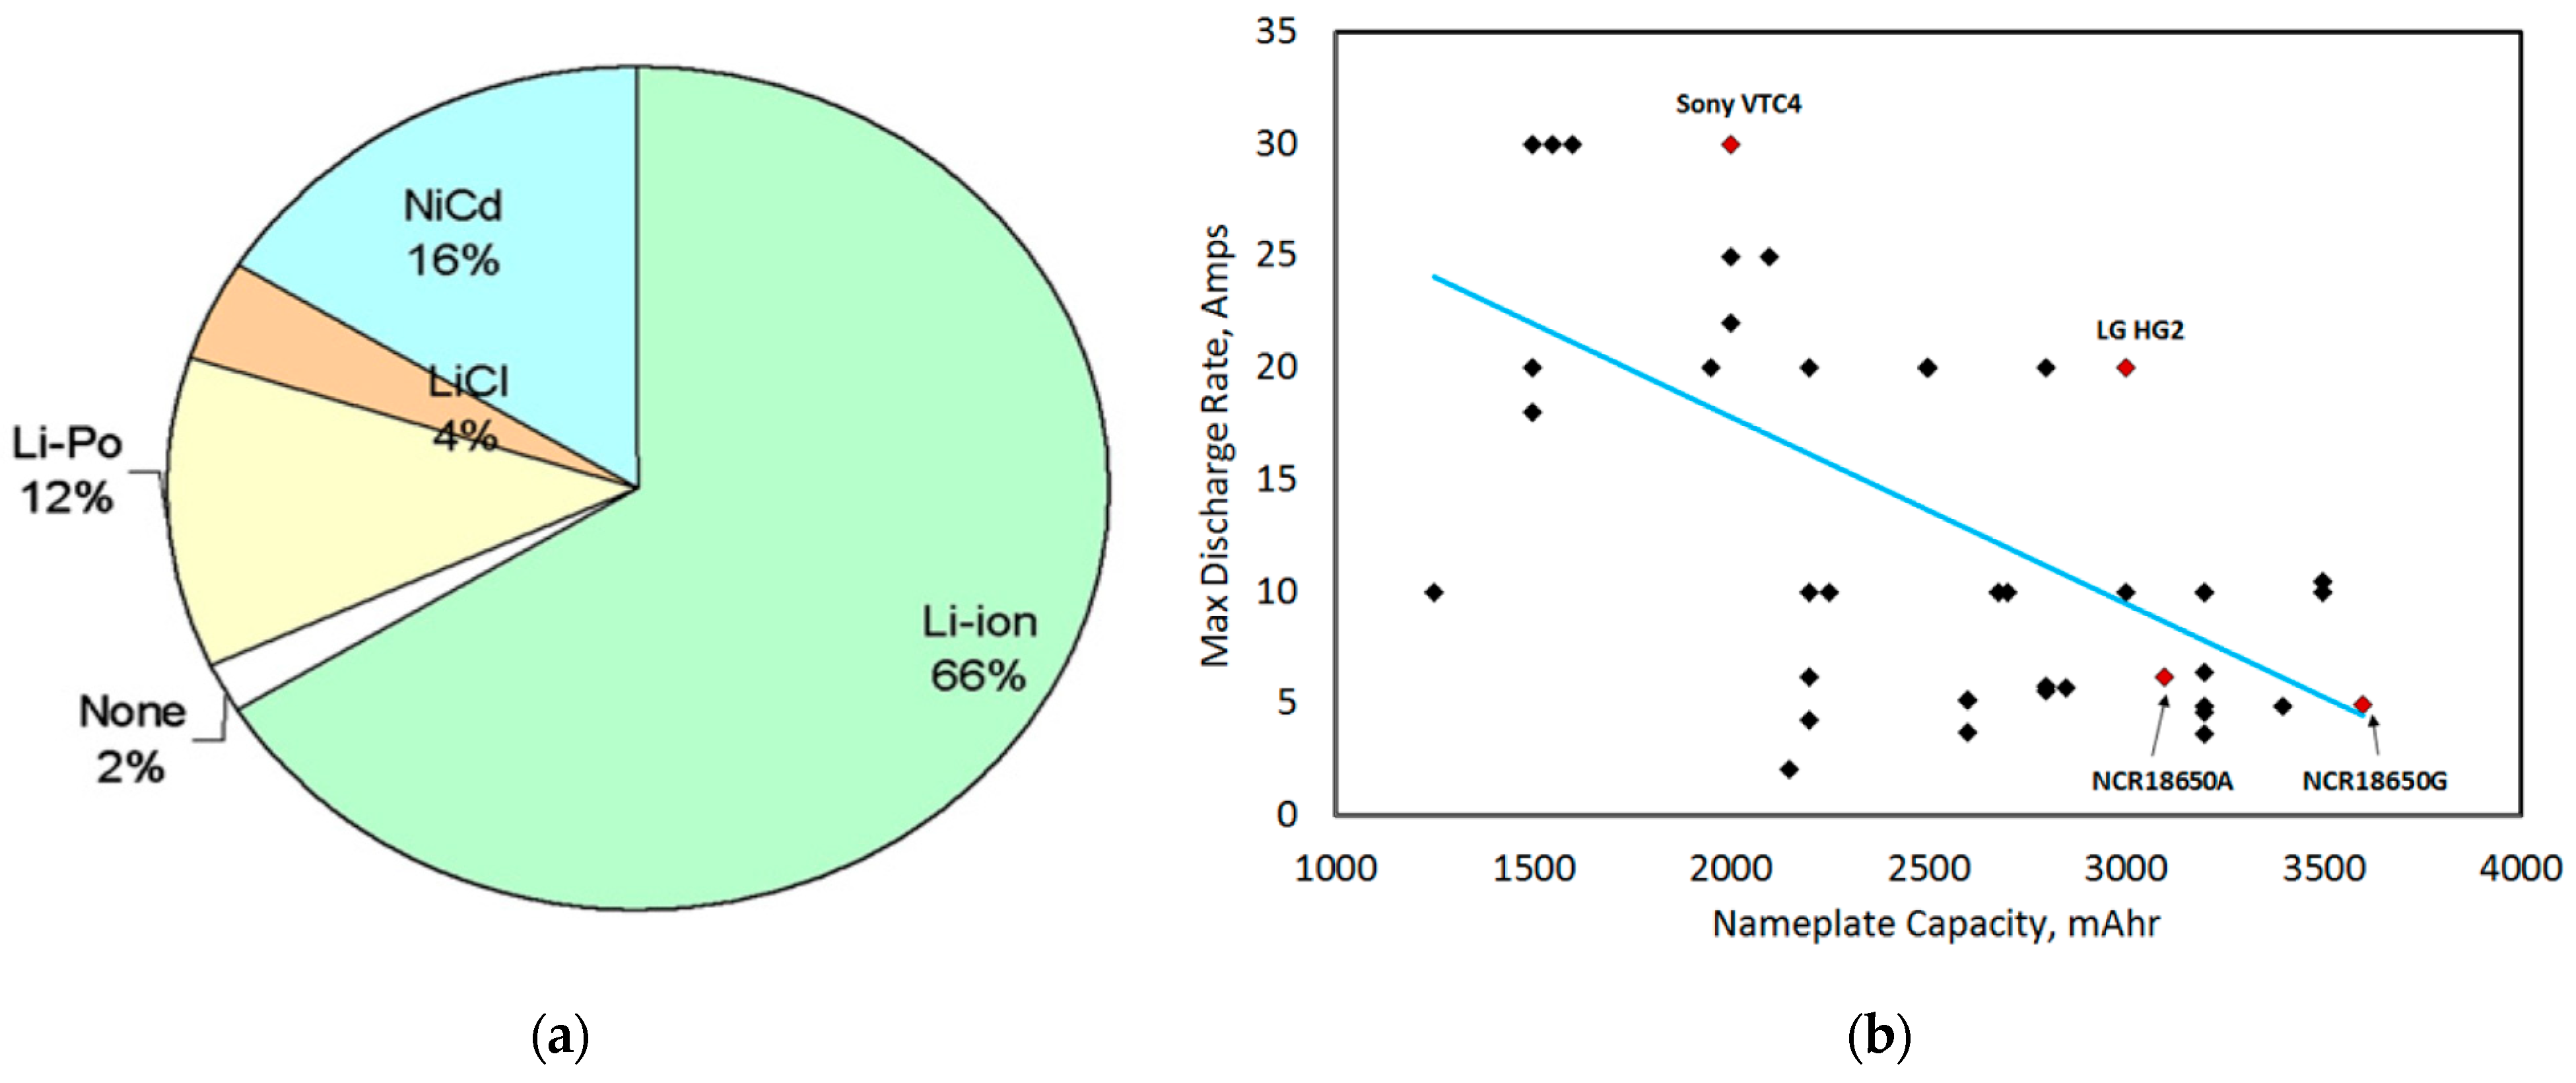 NiCd
16%
LiCl
4%
Li-Po
12%
None
2%
Li-ion
66%
(a)
35
30
25
20
15
10
5
0
Max Discharge Rate, Amps
Sony VTC4
LG HG2
NCR18650A
NCR18650G
1000 1500 2000 2500 3000 3500 4000
Nameplate Capacity, mAhr
(b)